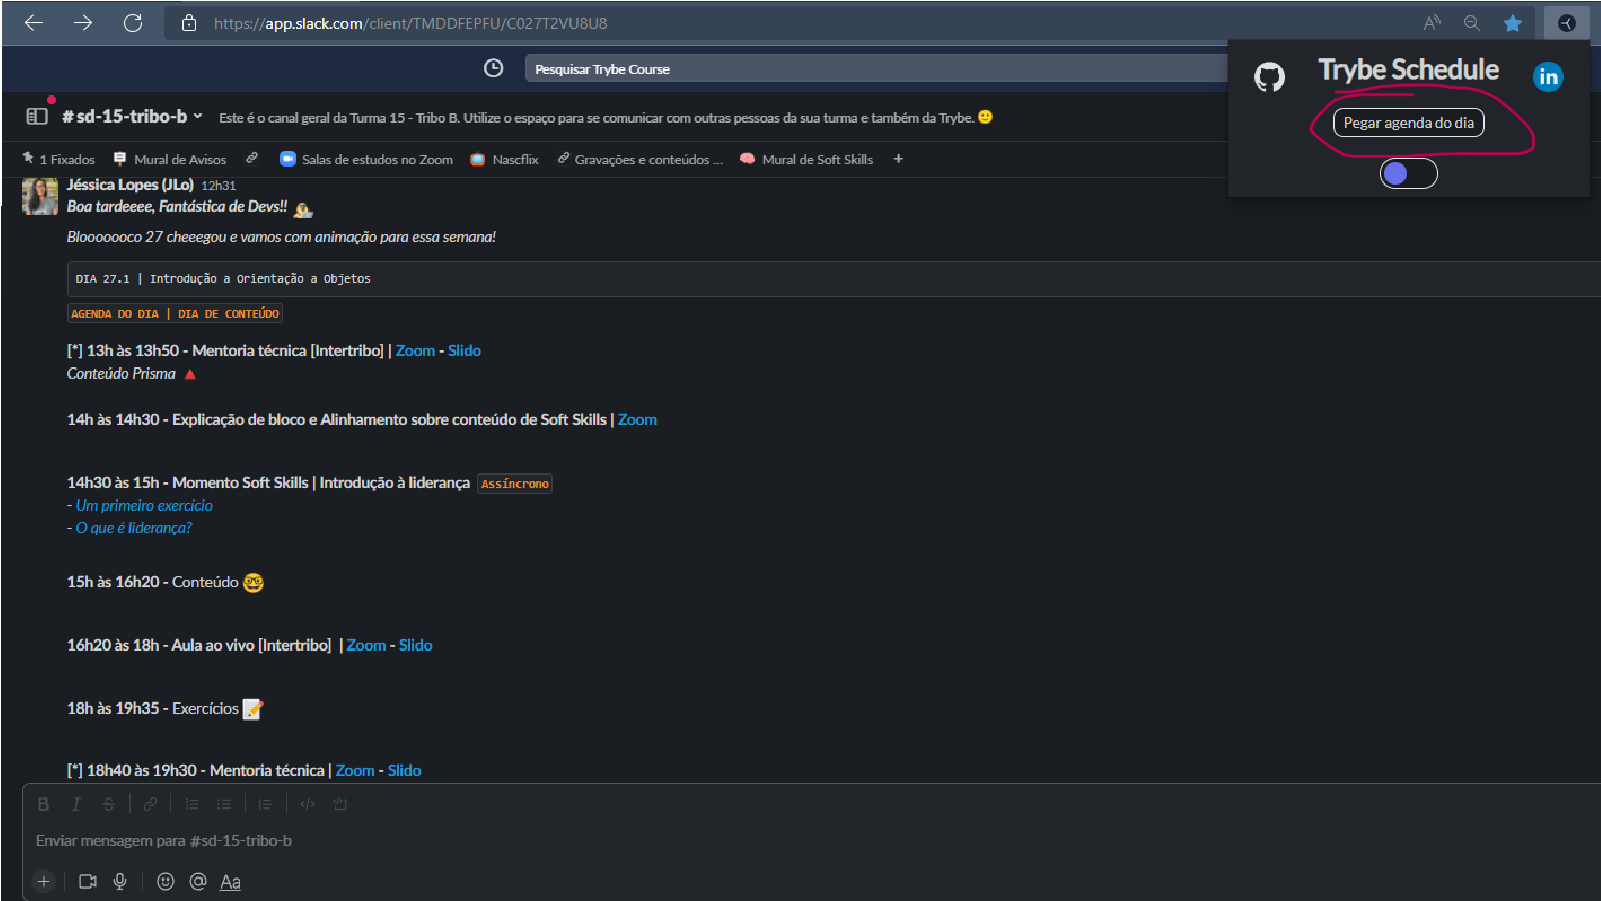 https://app.slack.com/client/TMDDFEPFU/C027T2VU8U8
Pesquisar Trybe Course
Trybe Schedule
in
Pegar agenda do dia
# sd-15-tribo-b
Este é o canal geral da Turma 15 - Tribo B. Utilize o espaço para se comunicar com outras pessoas da sua turma e também da Trybe.
1 Fixados Mural de Avisos Salas de estudos no Zoom Nascflix Gravações e conteúdos ... Mural de Soft Skills +
Jéssica Lopes (JLo) 12h31
Boa tardeeee, Fantástica de Devs!!
Blooooooco 27 cheeegou e vamos com animação para essa semana!
DIA 27.1 | Introdução a Orientação a Objetos
AGENDA DO DIA | DIA DE CONTEÚDO
[*] 13h às 13h50 - Mentoria técnica [Intertribo] | Zoom - Slido
Conteúdo Prisma
14h às 14h30 - Explicação de bloco e Alinhamento sobre conteúdo de Soft Skills | Zoom
14h30 às 15h - Momento Soft Skills | Introdução à liderança Assíncrono
- Um primeiro exercício
- O que é liderança?
15h às 16h20 - Conteúdo
16h20 às 18h - Aula ao vivo [Intertribo] | Zoom - Slido
18h às 19h35 - Exercícios
[*] 18h40 às 19h30 - Mentoria técnica | Zoom - Slido
B I S
Enviar mensagem para #sd-15-tribo-b
+ @ Aa